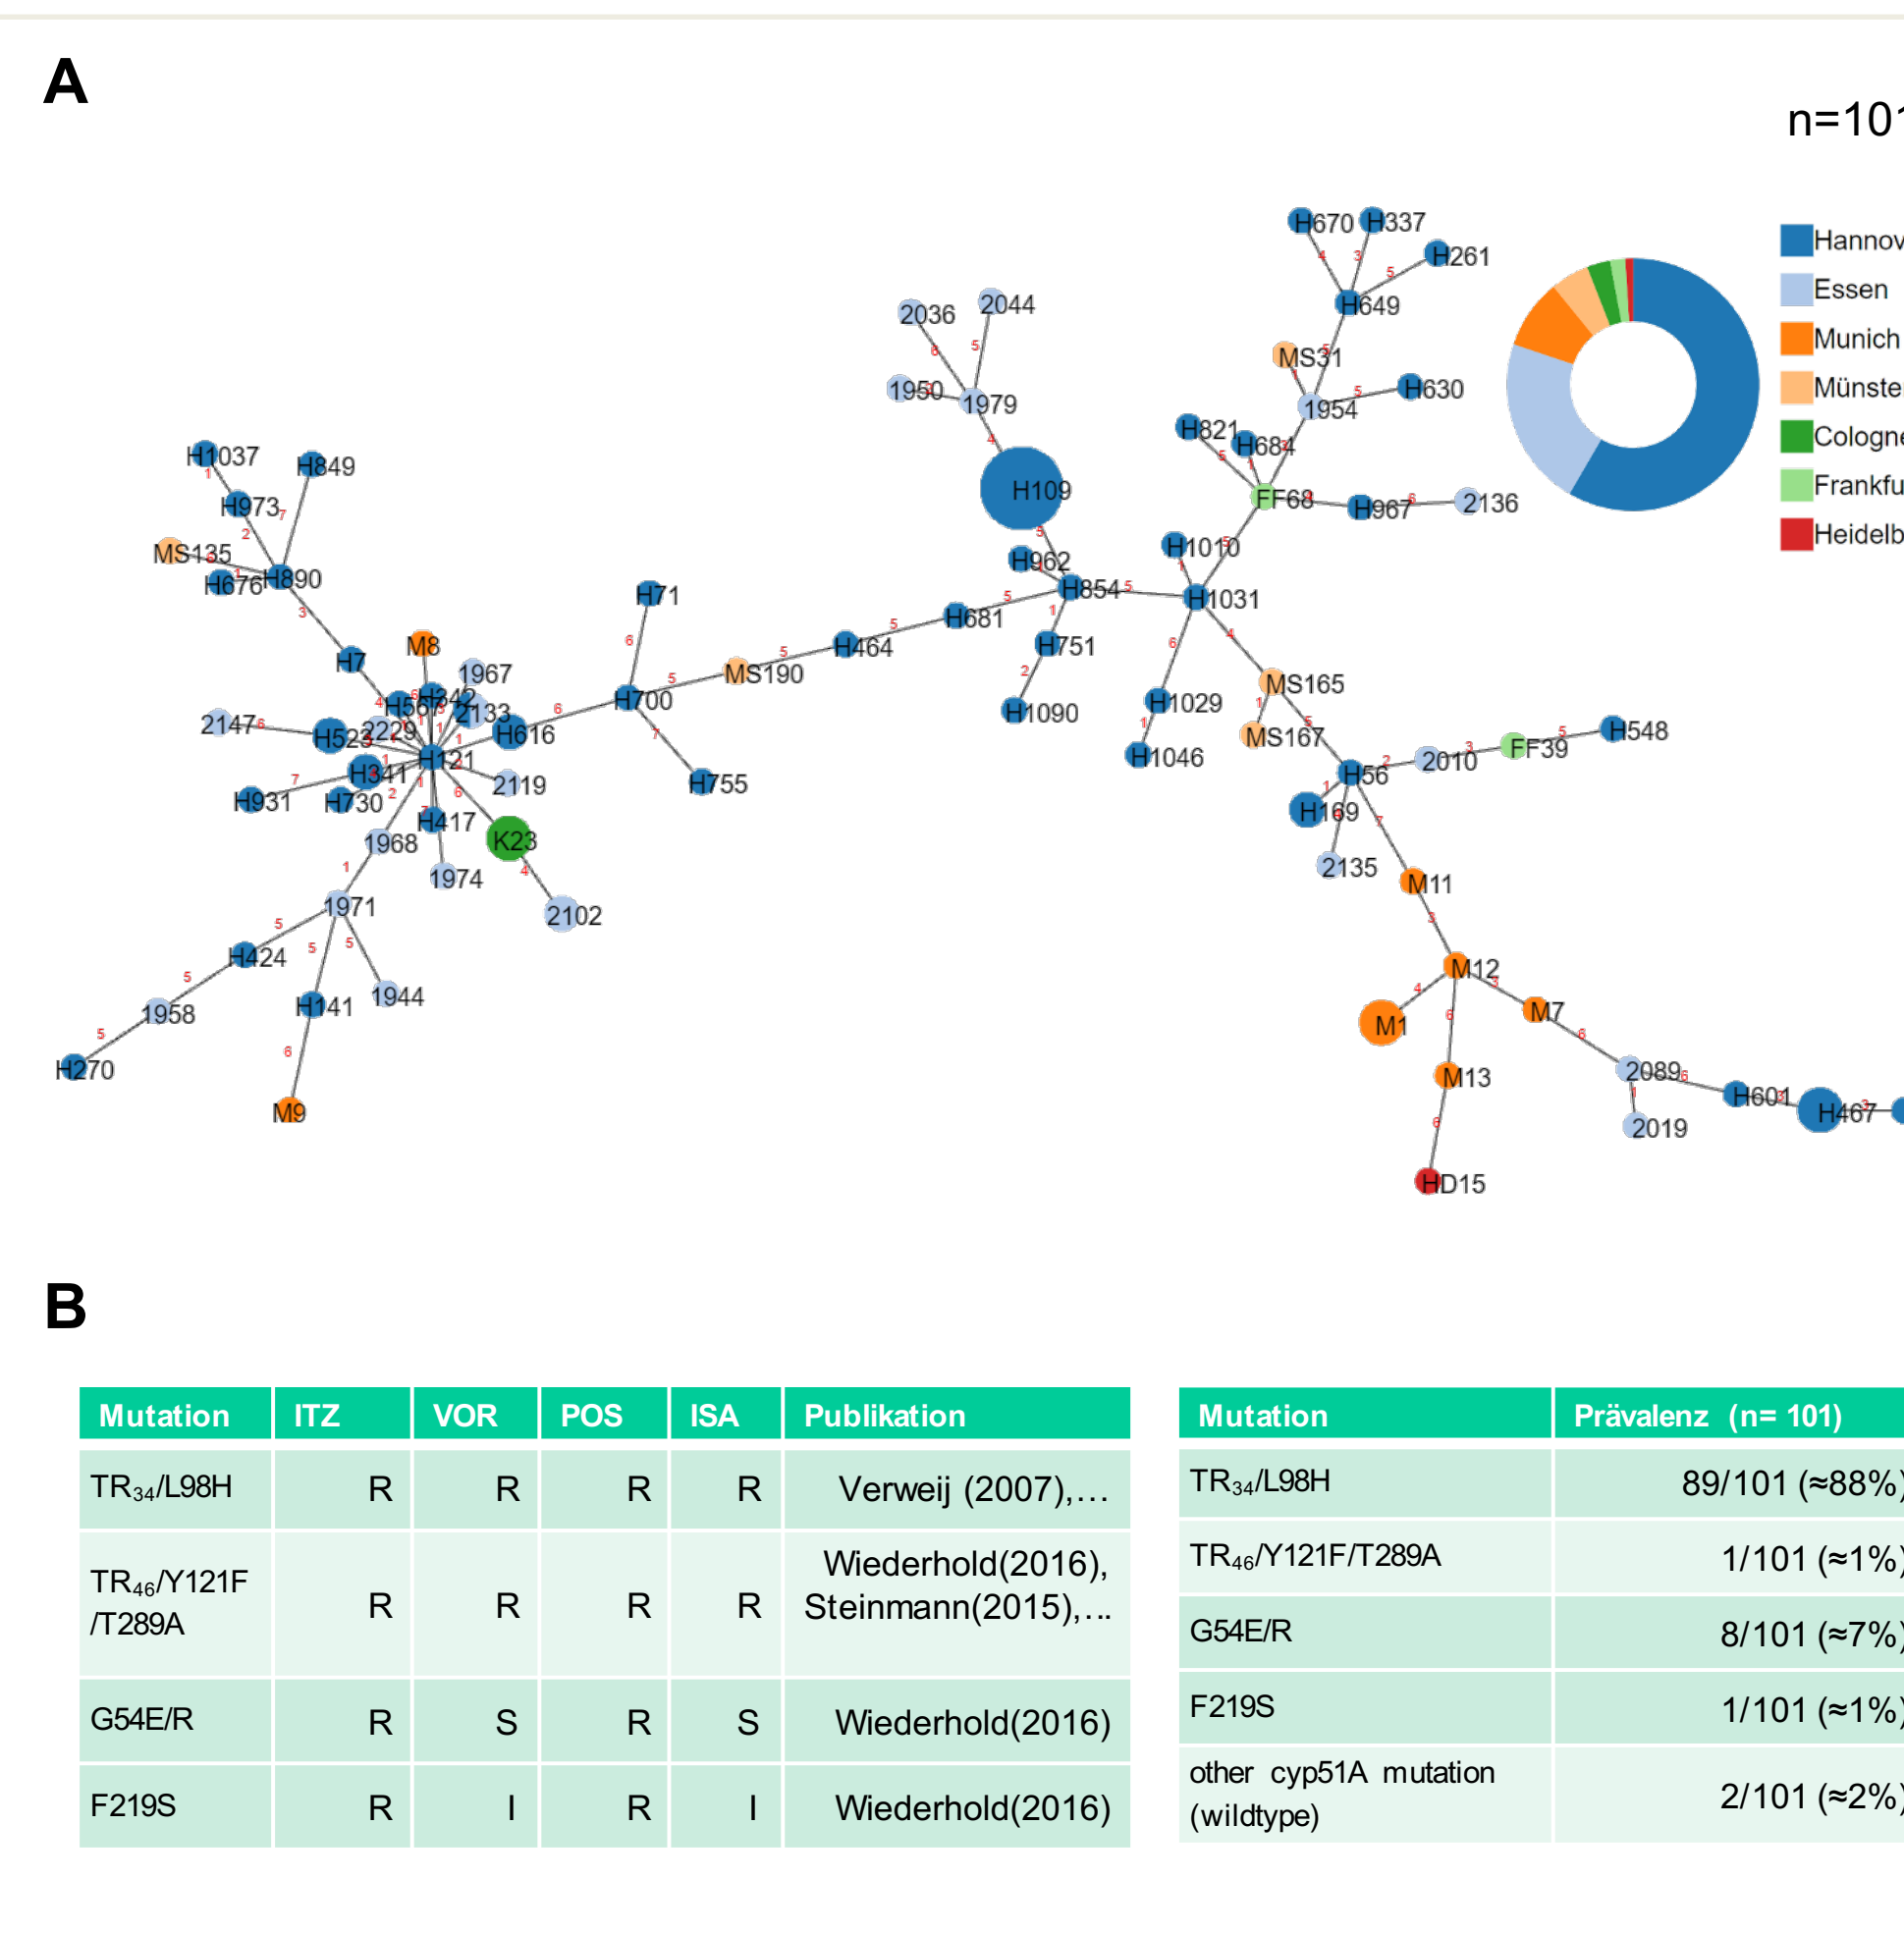 A
n=101
Hannov
Essen
Munich
Münste
Cologne
Frankfu
Heidelb
H670
H337
H261
H649
MS31
1954
H630
2036
2044
1950
1979
H109
H821
H684
FF68
H967
2136
H1010
H962
H854
H1031
H681
H464
H751
H1090
H1029
H1046
MS165
MS167
H56
2010
FF39
H548
H169
2135
M11
M12
M1
M7
M13
2089
2019
H601
H467
HD15
H1037
H849
H973
MS135
H676
H890
H7
M8
1967
H567
H342
2133
2147
H523
2229
H616
H121
H341
H931
H730
2119
H417
1968
1974
K23
2102
1971
H424
1958
H270
H141
1944
M9
H71
H700
MS190
H755
B
Mutation ITZ VOR POS ISA Publikation
TR34/L98H R R R R Verweij (2007),…
TR46/Y121F
/T289A R R R R Wiederhold(2016),
Steinmann(2015),…
G54E/R R S R S Wiederhold(2016)
F219S R I R I Wiederhold(2016)
Mutation Prävalenz (n= 101)
TR34/L98H 89/101 (≈88%)
TR46/Y121F/T289A 1/101 (≈1%)
G54E/R 8/101 (≈7%)
F219S 1/101 (≈1%)
other cyp51A mutation
(wildtype) 2/101 (≈2%)